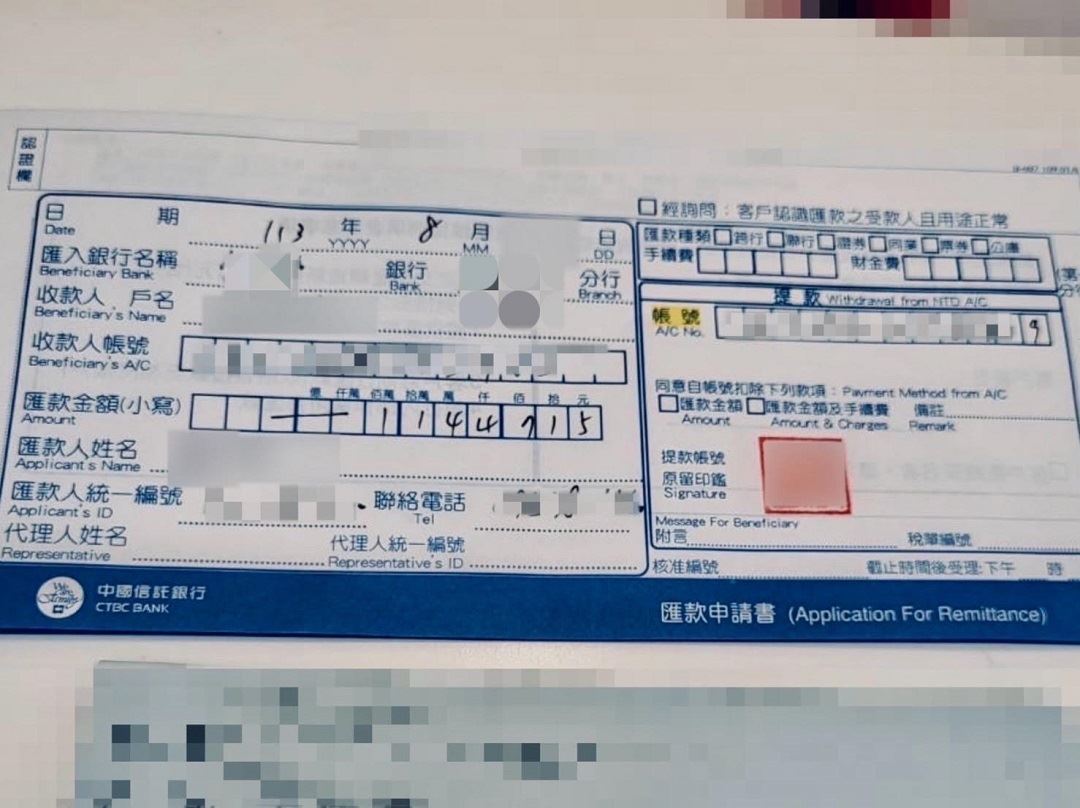 認證欄
日期 113 年 8 月 日
Date YYYY MM DD
匯入銀行名稱 銀行 分行
Beneficiary Bank Bank Branch
收款人 戶名
Beneficiary's Name
收款人帳號
Beneficiary's A/C
億 仟萬 佰萬 拾萬 萬 仟 佰 拾 元
匯款金額(小寫) 1 1 4 4 7 1 5
Amount
匯款人姓名
Applicant's Name
匯款人統一編號 聯絡電話
Applicant's ID Tel
代理人姓名 代理人統一編號
Representative Representative's ID
中國信託銀行
CTBC BANK
經詢問：客戶認識匯款之受款人且用途正常
匯款種類 跨行 聯行 證券 同業 票券 公庫
手續費 財金費
提款 Withdrawal from NTD A/C
帳號 9
A/C No.
同意自帳號扣除下列款項：Payment Method from A/C
匯款金額 匯款金額及手續費 備註
Amount Amount & Charges Remark
提款帳號
原留印鑑
Signature
Message For Beneficiary
附言 稅單編號
核准編號 截止時間後受理:下午 時
匯款申請書 (Application For Remittance)